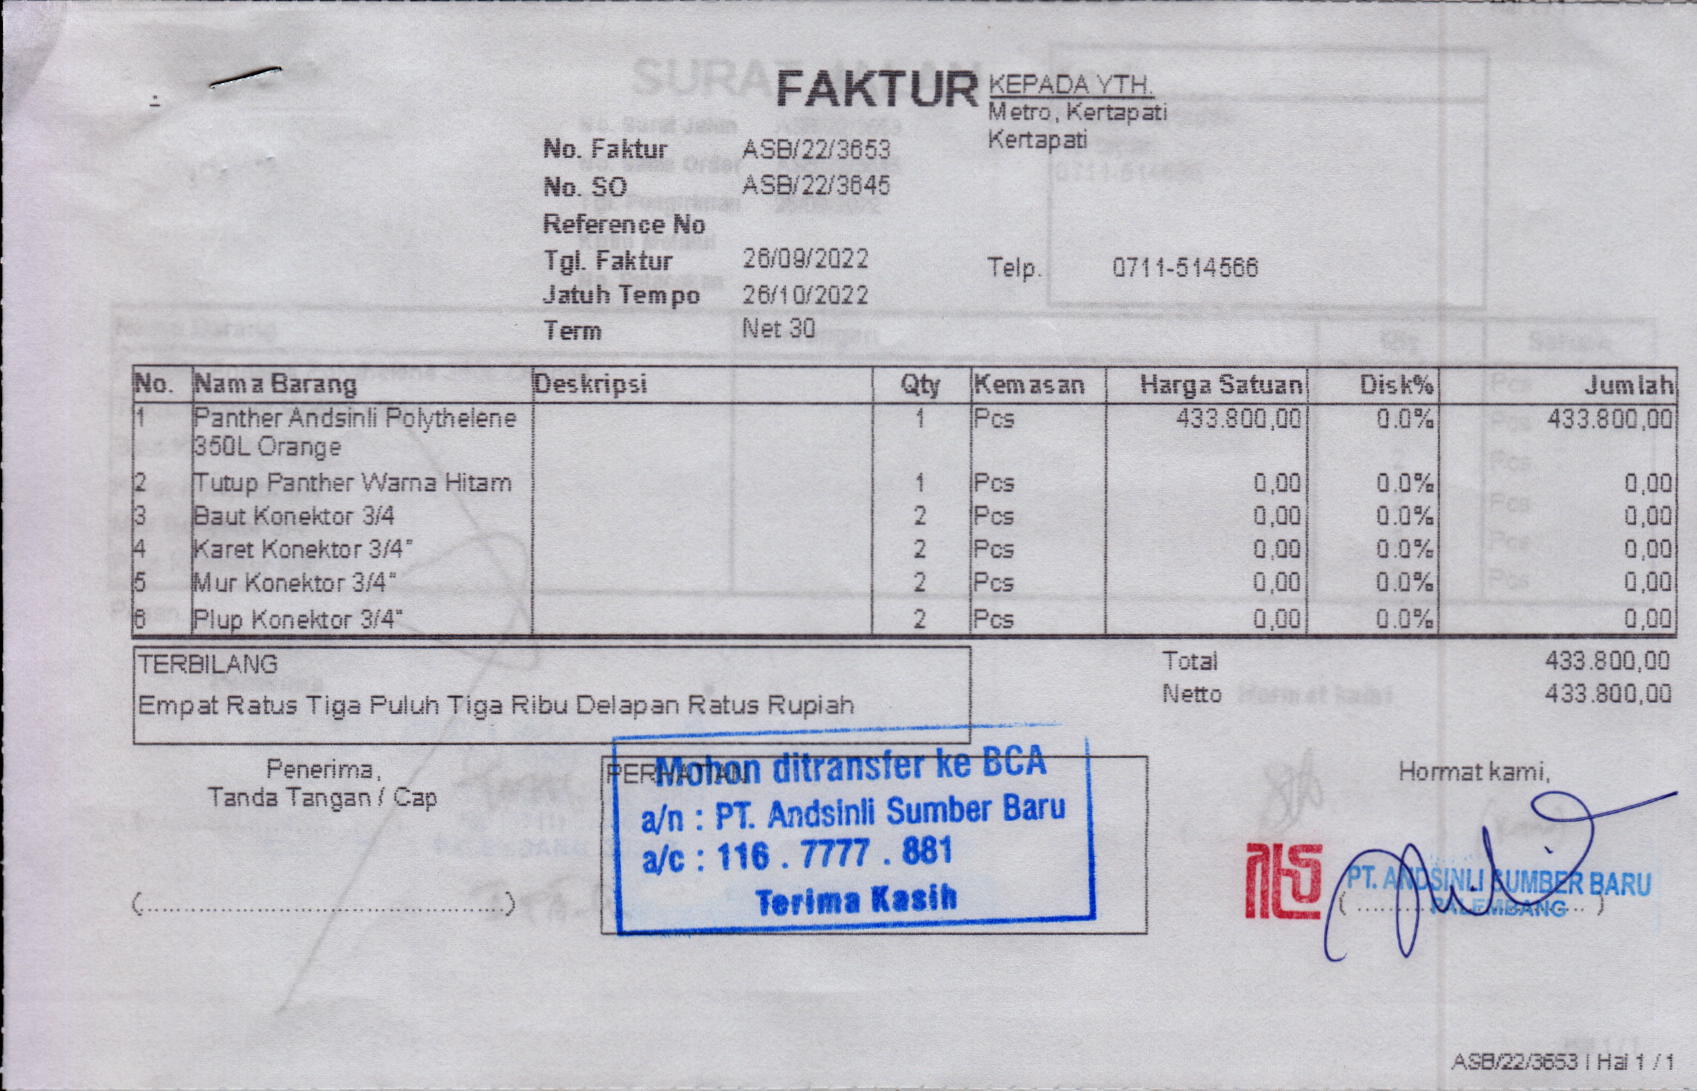 FAKTUR
KEPADA YTH.
Metro, Kertapati
Kertapati
No. Faktur ASB/22/3653
No. SO ASB/22/3645
Reference No
Tgl. Faktur 26/09/2022
Telp. 0711-514566
Jatuh Tempo 26/10/2022
Term Net 30
No. Nama Barang Deskripsi Qty Kemasan Harga Satuan Disk% Jumlah
1 Panther Andsinli Polythelene 1 Pcs 433.800,00 0.0% 433.800,00
350L Orange
2 Tutup Panther Warna Hitam 1 Pcs 0,00 0.0% 0,00
3 Baut Konektor 3/4 2 Pcs 0,00 0.0% 0,00
4 Karet Konektor 3/4" 2 Pcs 0,00 0.0% 0,00
5 Mur Konektor 3/4" 2 Pcs 0,00 0.0% 0,00
6 Plup Konektor 3/4" 2 Pcs 0,00 0.0% 0,00
TERBILANG
Empat Ratus Tiga Puluh Tiga Ribu Delapan Ratus Rupiah
Total 433.800,00
Netto 433.800,00
Penerima,
Tanda Tangan / Cap
PERHATIAN
Mohon ditransfer ke BCA
a/n : PT. Andsinli Sumber Baru
a/c : 116 . 7777 . 881
Terima Kasih
Hormat kami,
PT. ANDSINLI SUMBER BARU
PALEMBANG
ASB/22/3653 | Hal 1 / 1